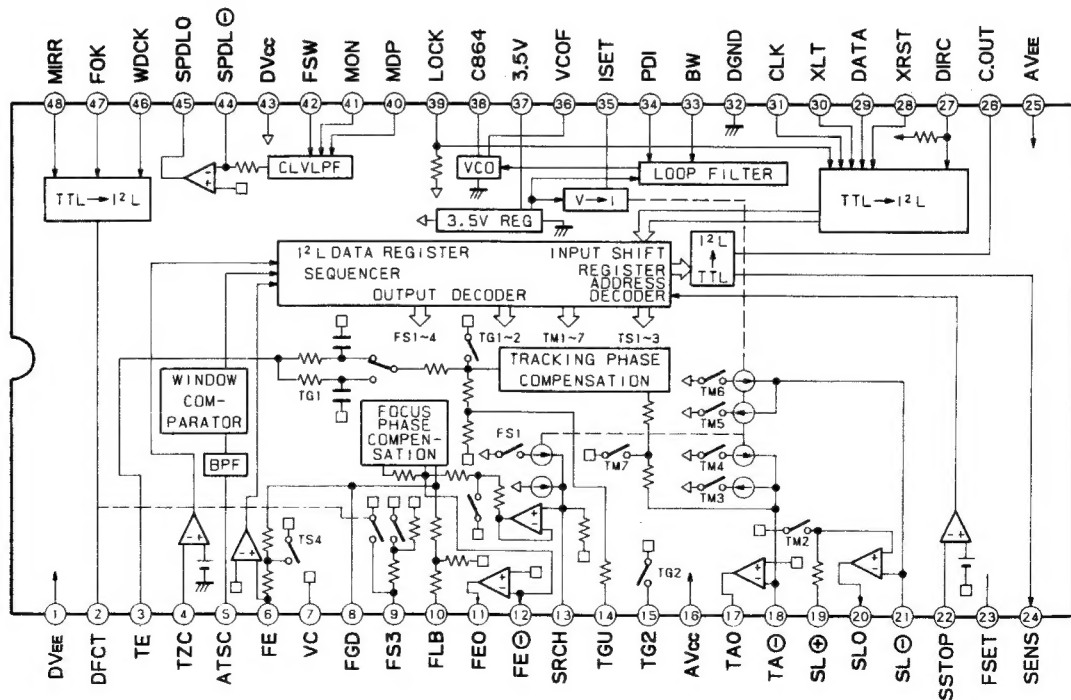 MIRR FOK WDCK SPDLO SPDL⊖ DVcc FSW MON MDP LOCK C864 3.5V VCOF ISET PDI BW DGND CLK XLT DATA XRST DIRC C.OUT AVEE
48 47 46 45 44 43 42 41 40 39 38 37 36 35 34 33 32 31 30 29 28 27 26 25
CLVLPF
VCO
LOOP FILTER
TTL→I²L
V→I
TTL→I²L
3.5V REG
I²L DATA REGISTER
SEQUENCER
OUTPUT DECODER
INPUT SHIFT
REGISTER
ADDRESS
DECODER
I²L
↑
TTL
FS1~4 TG1~2 TM1~7 TS1~3
TRACKING PHASE
COMPENSATION
TG1
WINDOW
COM-
PARATOR
BPF
FOCUS
PHASE
COMPEN-
SATION
FS1
TM7
TM6
TM5
TM4
TM3
TM2
TS4
TG2
- +
- +
- +
- +
- +
- +
- +
- +
1 2 3 4 5 6 7 8 9 10 11 12 13 14 15 16 17 18 19 20 21 22 23 24
DVEE DFCT TE TZC ATSC FE VC FGD FS3 FLB FEO FE⊖ SRCH TGU TG2 AVcc TAO TA⊖ SL⊕ SLO SL⊖ SSTOP FSET SENS